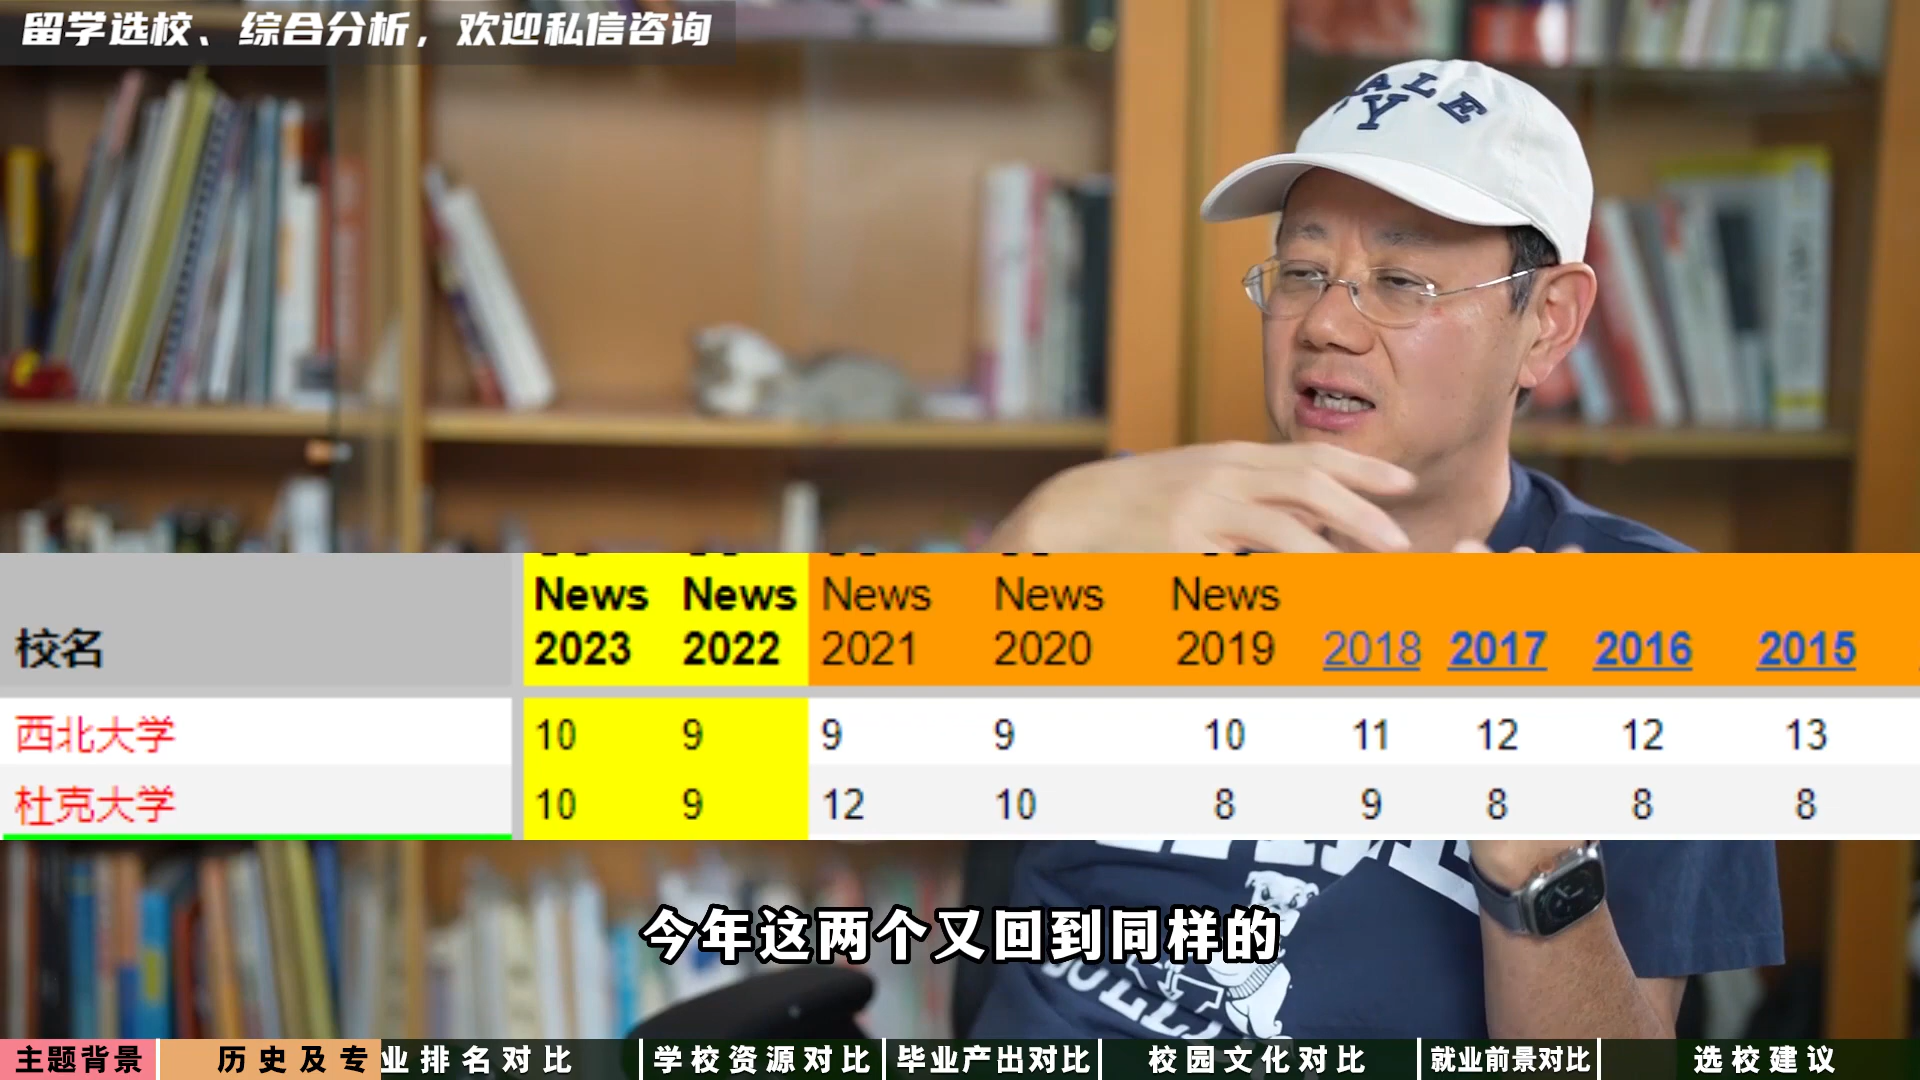 留学选校、综合分析，欢迎私信咨询
YALE
Y
校名 News 2023 News 2022 News 2021 News 2020 News 2019 2018 2017 2016 2015
西北大学 10 9 9 9 10 11 12 12 13
杜克大学 10 9 12 10 8 9 8 8 8
今年这两个又回到同样的
主题背景 历史及专业排名对比 学校资源对比 毕业产出对比 校园文化对比 就业前景对比 选校建议